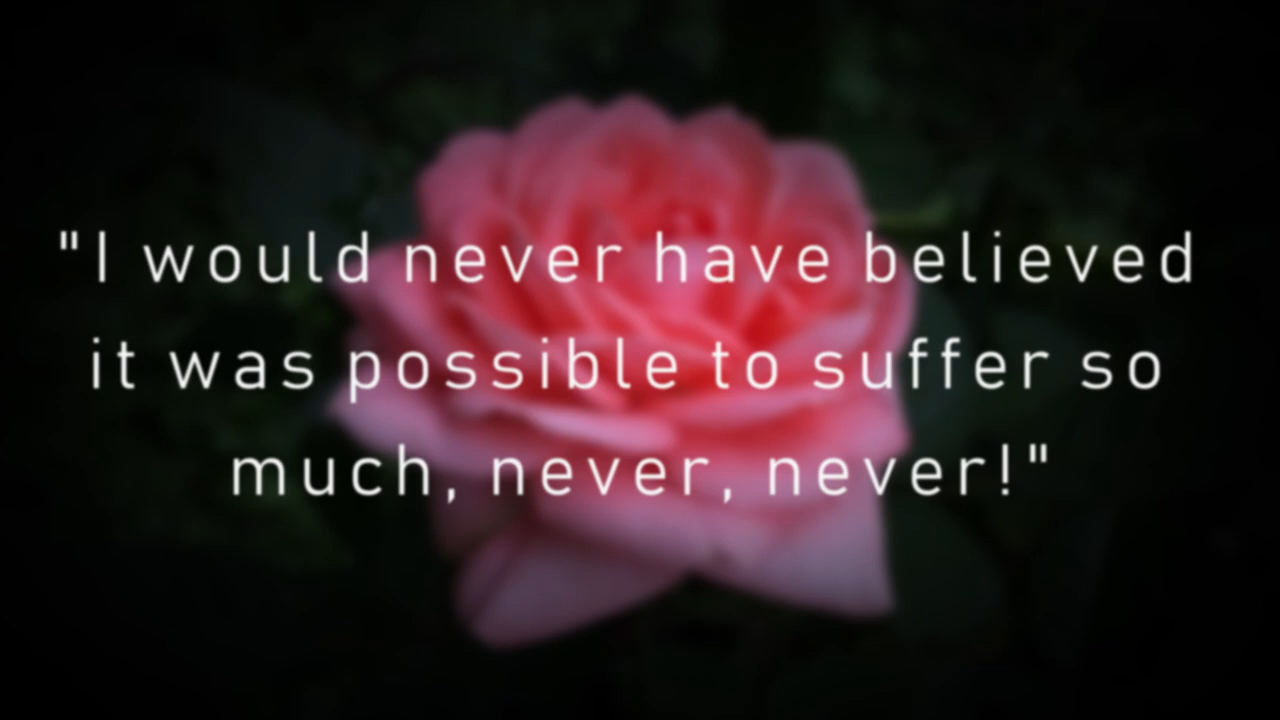 "I would never have believed
it was possible to suffer so
much, never, never!"